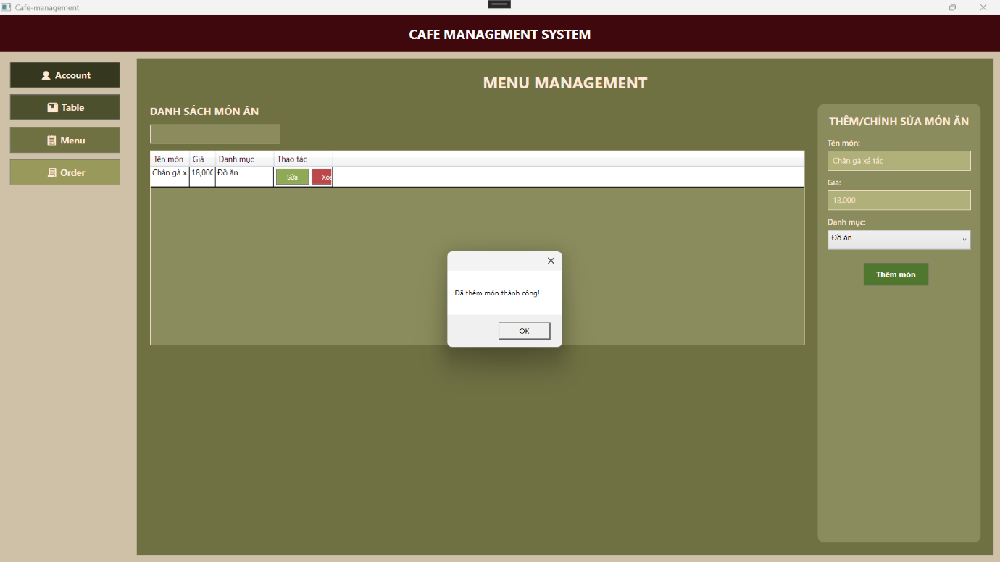 Cafe-management
CAFE MANAGEMENT SYSTEM
Account
Table
Menu
Order
MENU MANAGEMENT
DANH SÁCH MÓN ĂN
Tên món Giá Danh mục Thao tác
Chân gà x 18,000 Đồ ăn Sửa Xóa
THÊM/CHỈNH SỬA MÓN ĂN
Tên món:
Chân gà xả tắc
Giá:
18.000
Danh mục:
Đồ ăn
Thêm món
Đã thêm món thành công!
OK